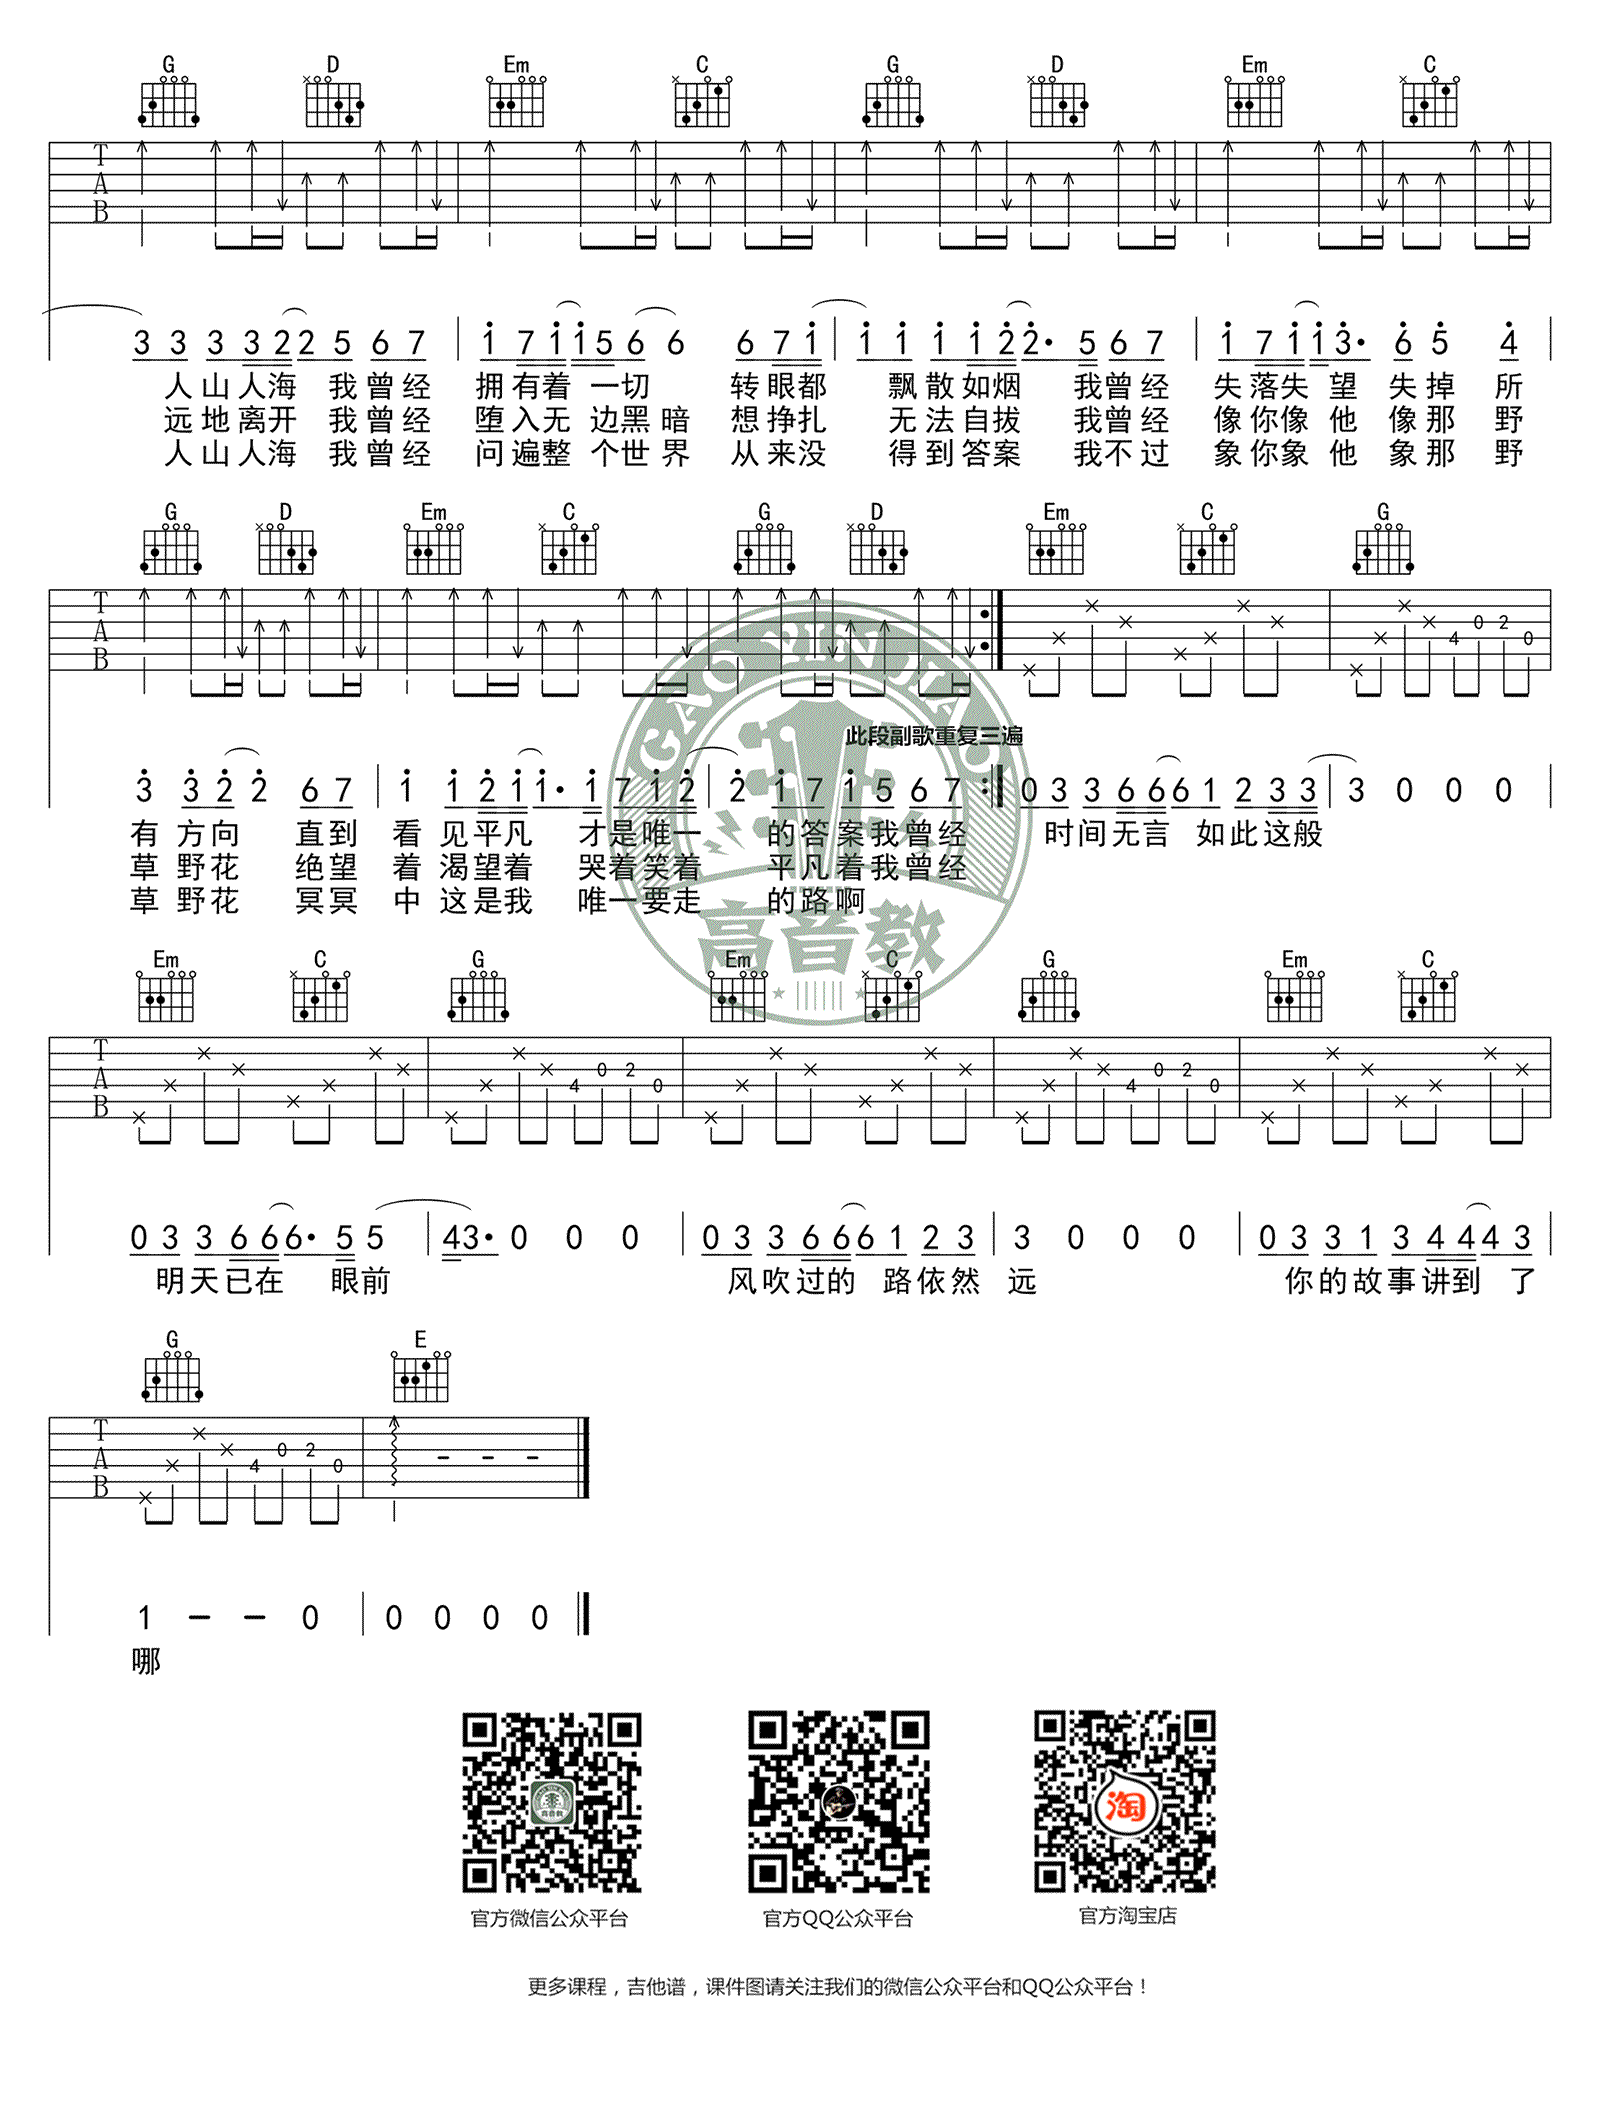 G D Em C G D Em C
T
A
B
3 3 3 3 2 2 5 6 7 | 1 7 1 1 5 6 6 6 7 1 | 1 1 1 1 2 2· 5 6 7 | 1 7 1 1 3· 6 5 4 |
人山人海 我曾经 拥有着 一切 转眼都 飘散如烟 我曾经 失落失 望 失掉 所
远地离开 我曾经 堕入无 边黑暗 想挣扎 无法自拔 我曾经 像你像 他 像那 野
人山人海 我曾经 问遍整 个世界 从来没 得到答案 我不过 象你象 他 象那 野
G D Em C G D Em C G
T
A
B
4 0 2 0
此段副歌重复三遍
3 3 2 2 6 7 | 1 1 2 1 1· 1 7 1 2 | 2 1 7 1 5 6 7 :| 0 3 3 6 6 6 1 2 3 3 | 3 0 0 0 |
有 方向 直到 看 见平凡 才是唯一 的答案我曾经 时间无言 如此这般
草 野花 绝望 着 渴望着 哭着笑着 平凡着我曾经
草 野花 冥冥 中 这是我 唯一要走 的路啊
GAO YIN JIAO
高音教
Em C G Em C G Em C
T
A
B
4 0 2 0 4 0 2 0
0 3 3 6 6 6· 5 5 | 4 3· 0 0 0 | 0 3 3 6 6 6 1 2 3 | 3 0 0 0 | 0 3 3 1 3 4 4 4 3 |
明天已在 眼前 风吹过的 路依然 远 你的故事讲到 了
G E
T
A
B
4 0 2 0 - - -
1 - - 0 | 0 0 0 0
哪
高音教
淘
官方微信公众平台 官方QQ公众平台 官方淘宝店
更多课程，吉他谱，课件图请关注我们的微信公众平台和QQ公众平台！